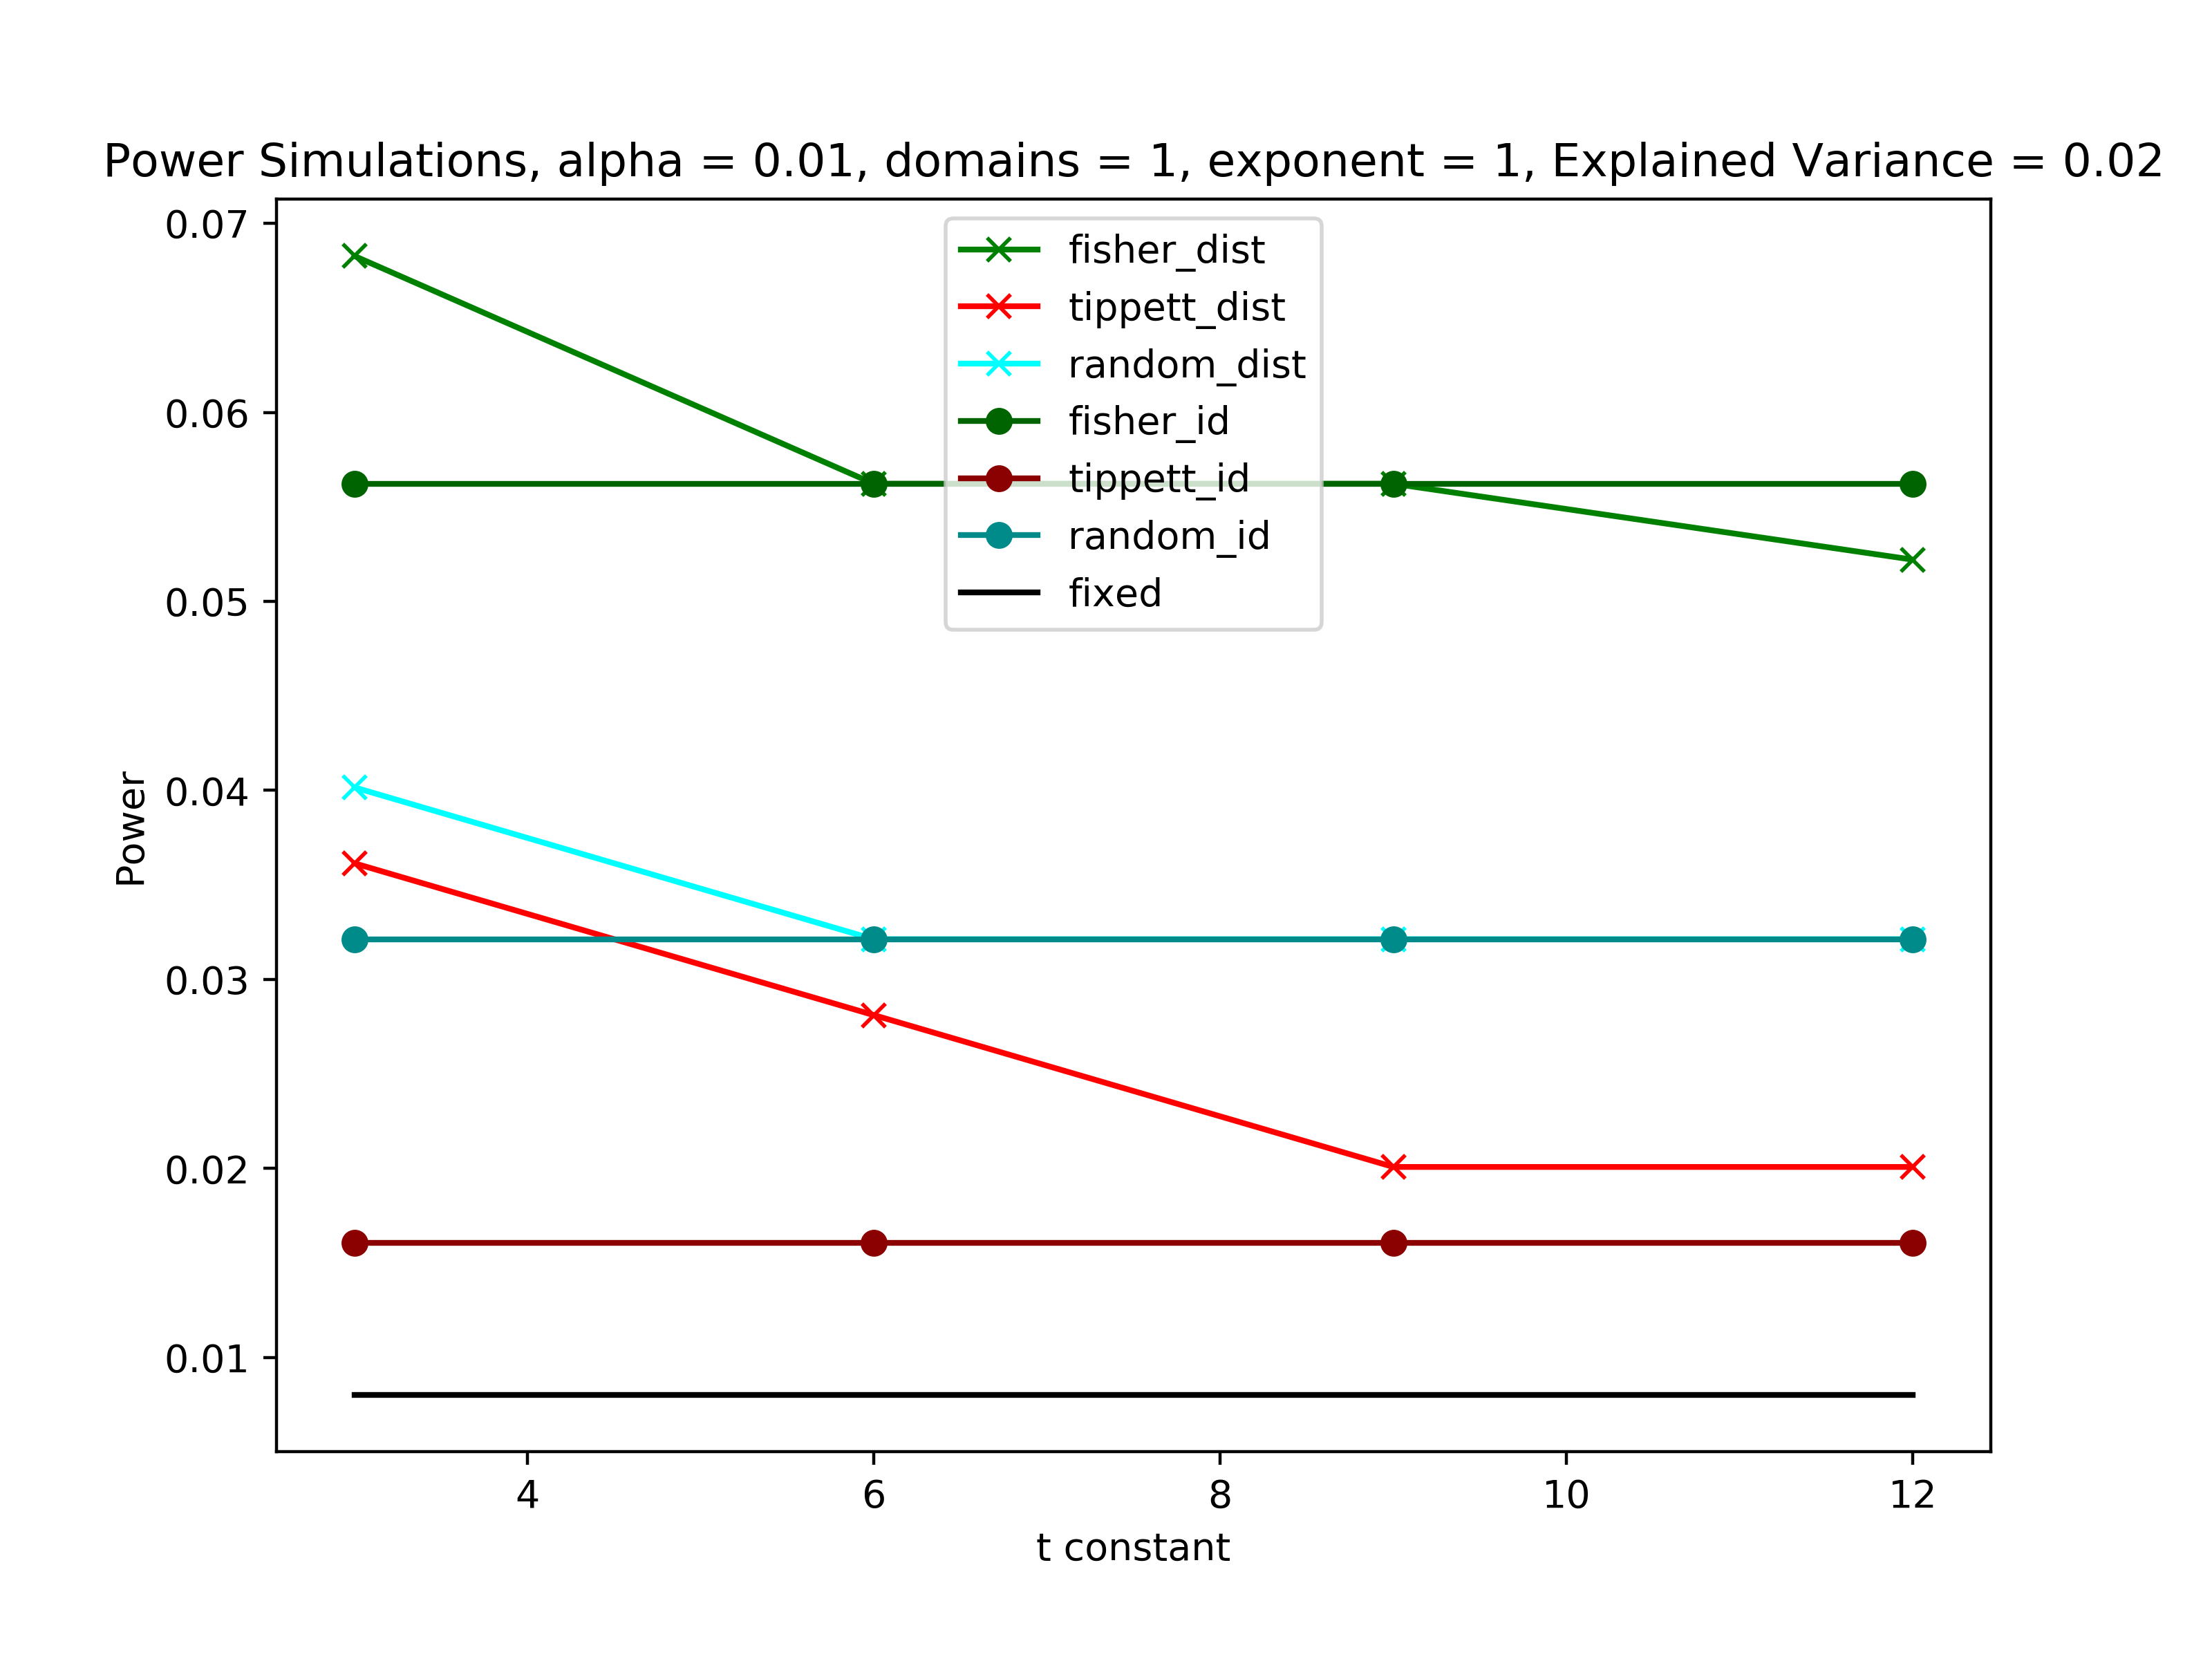 Power Simulations, alpha = 0.01, domains = 1, exponent = 1, Explained Variance = 0.02
0.07
0.06
0.05
0.04
0.03
0.02
0.01
Power
fisher_dist
tippett_dist
random_dist
fisher_id
tippett_id
random_id
fixed
4 6 8 10 12
t constant